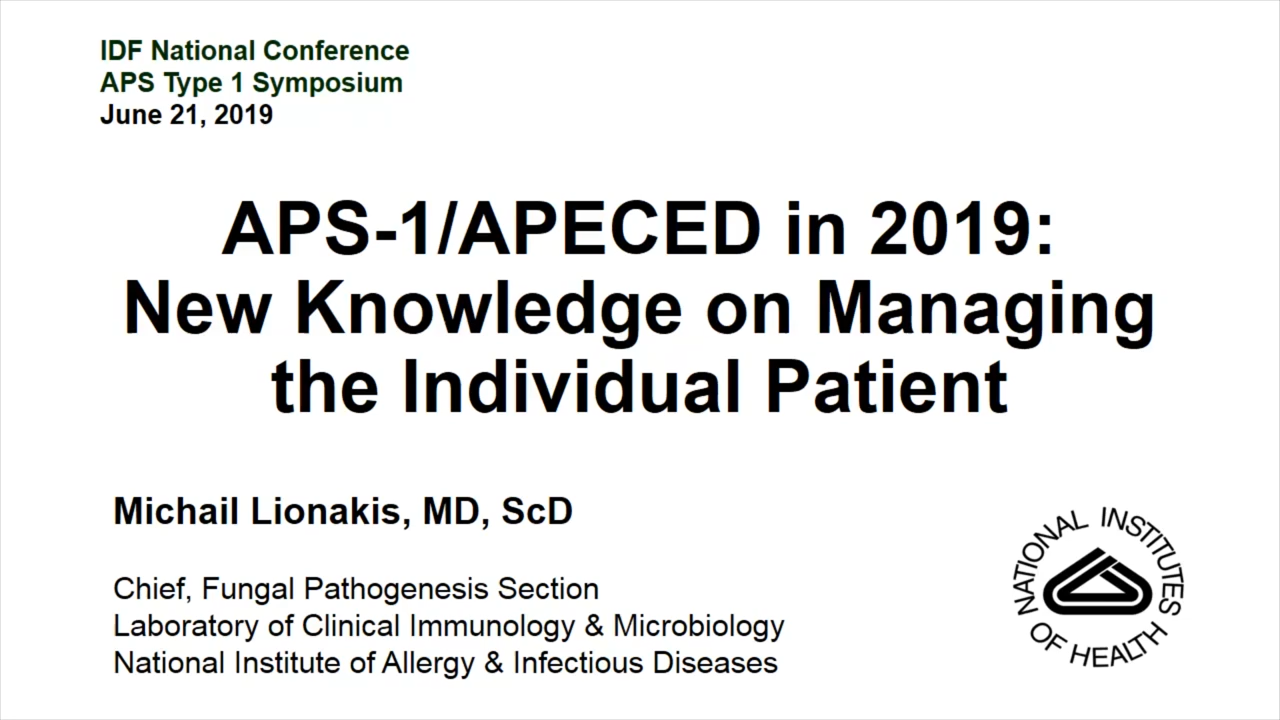 IDF National Conference
APS Type 1 Symposium
June 21, 2019
APS-1/APECED in 2019:
New Knowledge on Managing
the Individual Patient
Michail Lionakis, MD, ScD
Chief, Fungal Pathogenesis Section
Laboratory of Clinical Immunology & Microbiology
National Institute of Allergy & Infectious Diseases
NATIONAL INSTITUTES
OF HEALTH